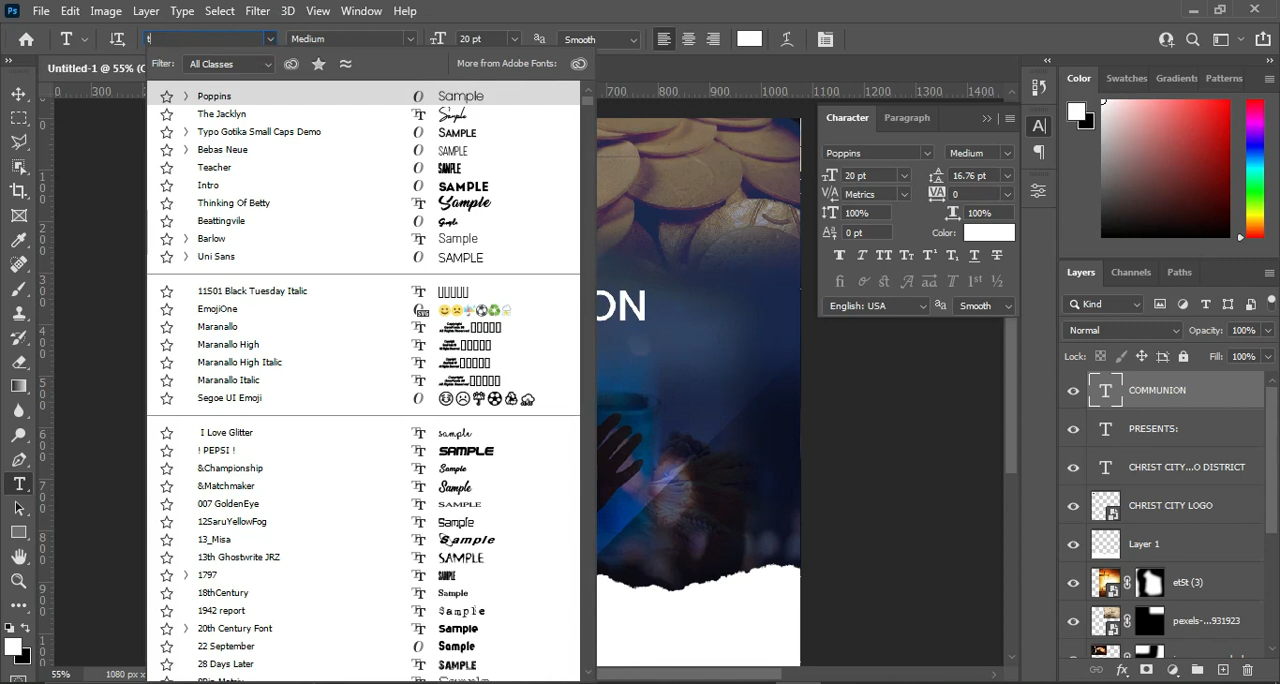 Ps File Edit Image Layer Type Select Filter 3D View Window Help
t Medium 20 pt Smooth
Filter: All Classes More from Adobe Fonts:
Untitled-1 @ 55% (C
0 300 700 800 900 1000 1100 1200 1300 1400
Poppins Sample
The Jacklyn Sample
Typo Gotika Small Caps Demo SAMPLE
Bebas Neue SAMPLE
Teacher SAMPLE
Intro SAMPLE
Thinking Of Betty Sample
Beattingvile Sample
Barlow Sample
Uni Sans SAMPLE
11S01 Black Tuesday Italic
EmojiOne
Maranallo
Maranallo High
Maranallo High Italic
Maranallo Italic
Segoe UI Emoji
I Love Glitter sample
! PEPSI ! SAMPLE
&Championship Sample
&Matchmaker Sample
007 GoldenEye SAMPLE
12SaruYellowFog Sample
13_Misa Sample
13th Ghostwrite JRZ SAMPLE
1797 SAMPLE
18thCentury Sample
1942 report Sample
20th Century Font Sample
22 September Sample
28 Days Later SAMPLE
ON
Character Paragraph
Poppins Medium
20 pt 16.76 pt
Metrics 0
100% 100%
0 pt Color:
English: USA Smooth
Color Swatches Gradients Patterns
Layers Channels Paths
Kind
Normal Opacity: 100%
Lock: Fill: 100%
COMMUNION
PRESENTS:
CHRIST CITY...O DISTRICT
CHRIST CITY LOGO
Layer 1
etSt (3)
pexels-...931923
55% 1080 px x